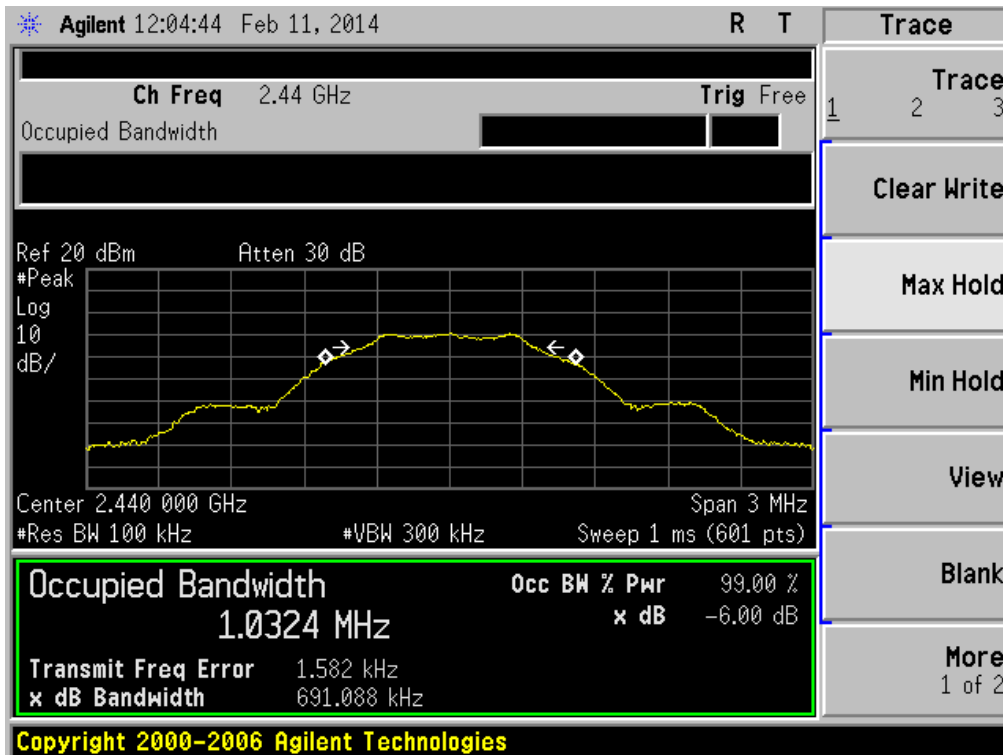 Agilent 12:04:44 Feb 11, 2014 R T
Trace
Ch Freq 2.44 GHz Trig Free
Occupied Bandwidth
Trace
1 2 3
Clear Write
Max Hold
Min Hold
View
Blank
More
1 of 2
Ref 20 dBm Atten 30 dB
#Peak
Log
10
dB/
Center 2.440 000 GHz Span 3 MHz
#Res BW 100 kHz #VBW 300 kHz Sweep 1 ms (601 pts)
Occupied Bandwidth
1.0324 MHz
Occ BW % Pwr 99.00 %
x dB -6.00 dB
Transmit Freq Error 1.582 kHz
x dB Bandwidth 691.088 kHz
Copyright 2000-2006 Agilent Technologies